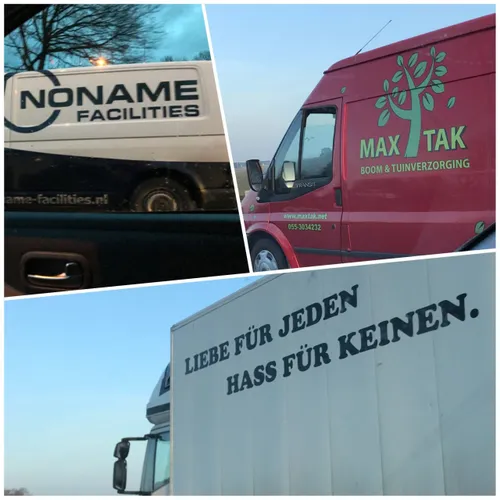 NONAME
FACILITIES
ame-facilities.nl
MAX TAK
BOOM & TUINVERZORGING
www.maxtak.net
055-3034232
LIEBE FÜR JEDEN
HASS FÜR KEINEN.